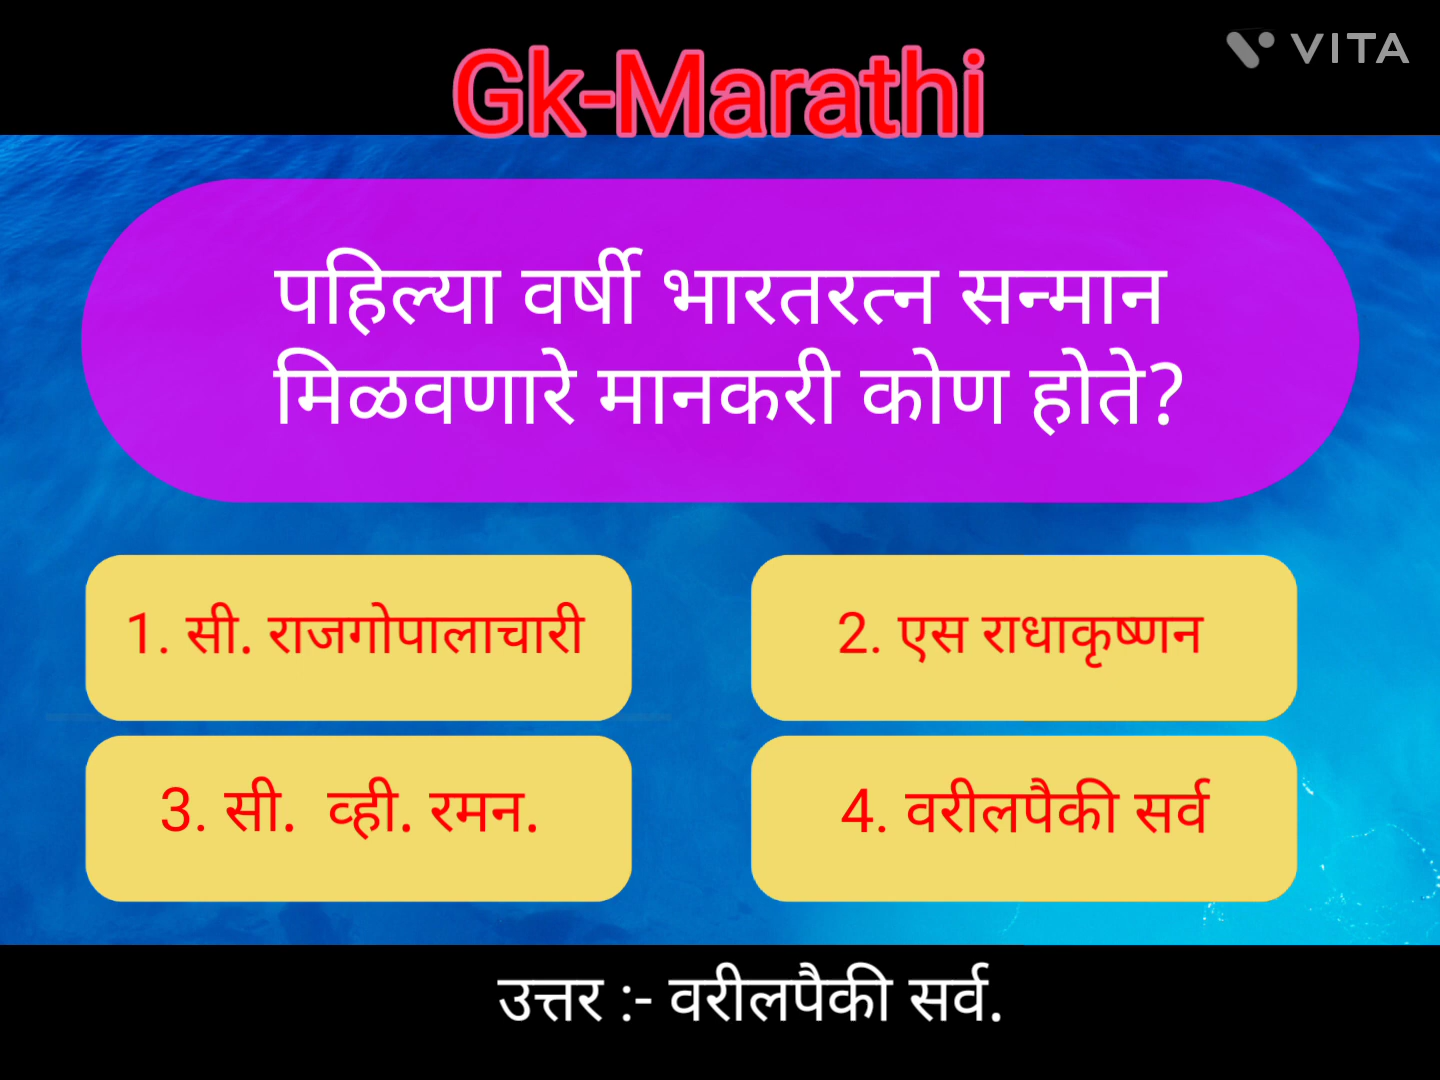 VITA
Gk-Marathi
पहिल्या वर्षी भारतरत्न सन्मान
मिळवणारे मानकरी कोण होते?
1. सी. राजगोपालाचारी
2. एस राधाकृष्णन
3. सी. व्ही. रमन.
4. वरीलपैकी सर्व
उत्तर :- वरीलपैकी सर्व.